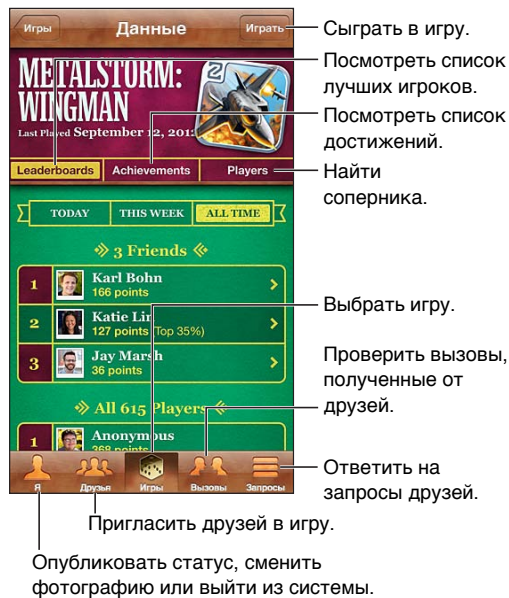 Игры
Данные
Играть
METALSTORM:
WINGMAN
Last Played September 12, 2012
Leaderboards Achievements Players
TODAY THIS WEEK ALL TIME
3 Friends
1 Karl Bohn
166 points
2 Katie Lin
127 points (Top 35%)
3 Jay Marsh
36 points
All 615 Players
1 Anonymous
368 points
Я Друзья Игры Вызовы Запросы
Сыграть в игру.
Посмотреть список
лучших игроков.
Посмотреть список
достижений.
Найти
соперника.
Выбрать игру.
Проверить вызовы,
полученные от
друзей.
Ответить на
запросы друзей.
Пригласить друзей в игру.
Опубликовать статус, сменить
фотографию или выйти из системы.